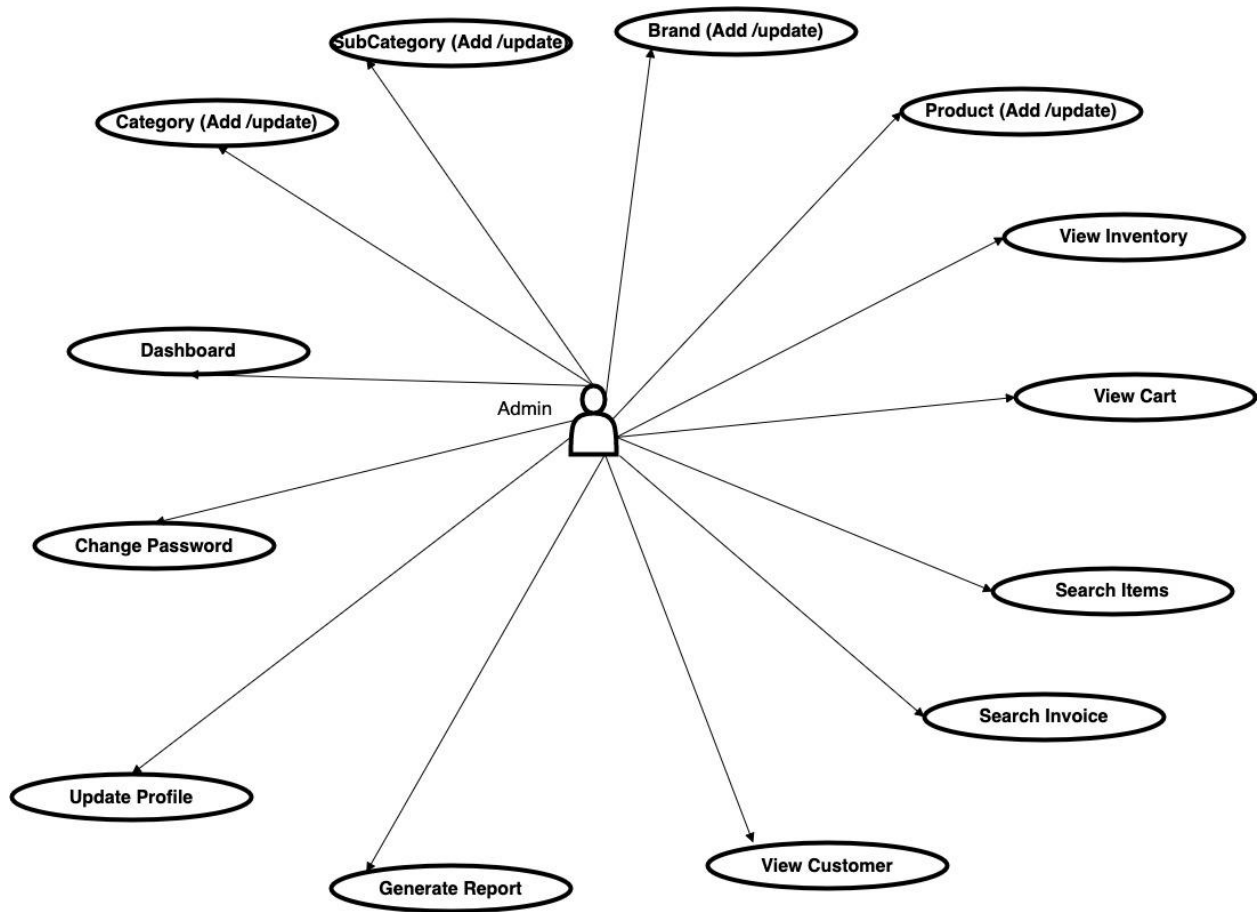 SubCategory (Add /update)
Brand (Add /update)
Category (Add /update)
Product (Add /update)
View Inventory
Dashboard
View Cart
Admin
Change Password
Search Items
Search Invoice
Update Profile
View Customer
Generate Report